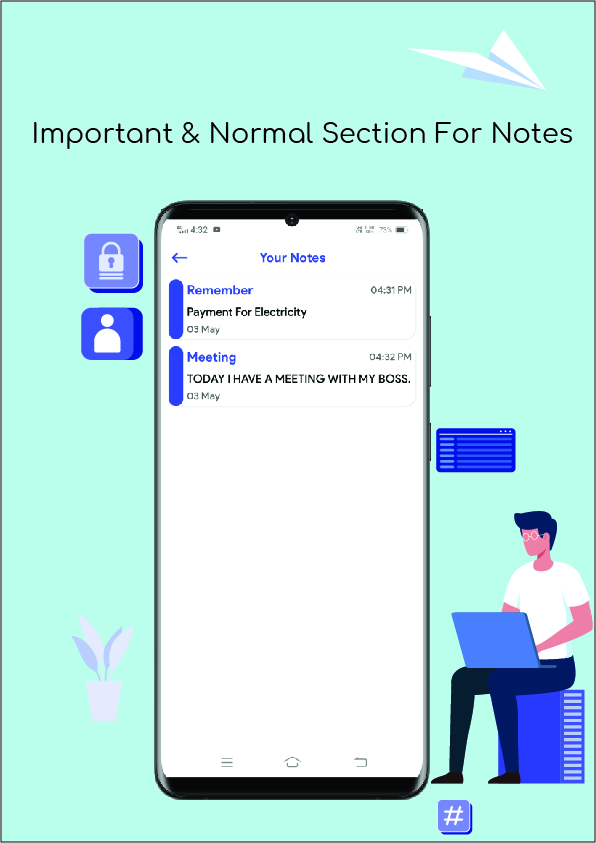 Important & Normal Section For Notes
4:32
73%
Your Notes
Remember 04:31 PM
Payment For Electricity
03 May
Meeting 04:32 PM
TODAY I HAVE A MEETING WITH MY BOSS.
03 May
#